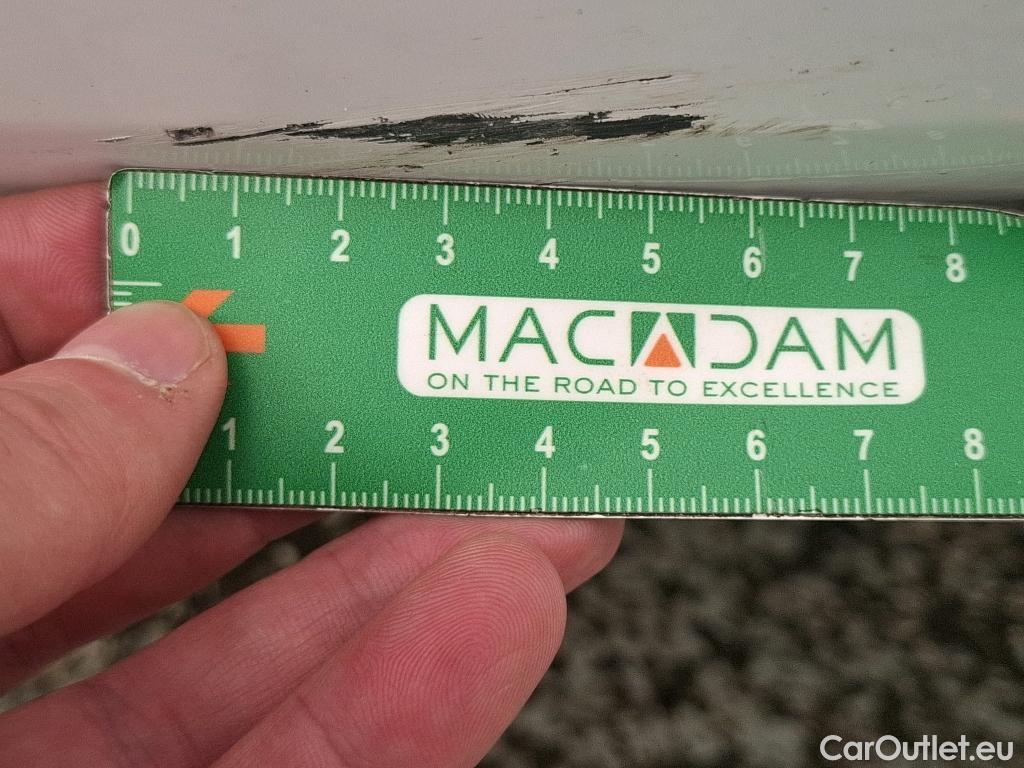 0 1 2 3 4 5 6 7 8
MACADAM
ON THE ROAD TO EXCELLENCE
1 2 3 4 5 6 7 8
CarOutlet.eu